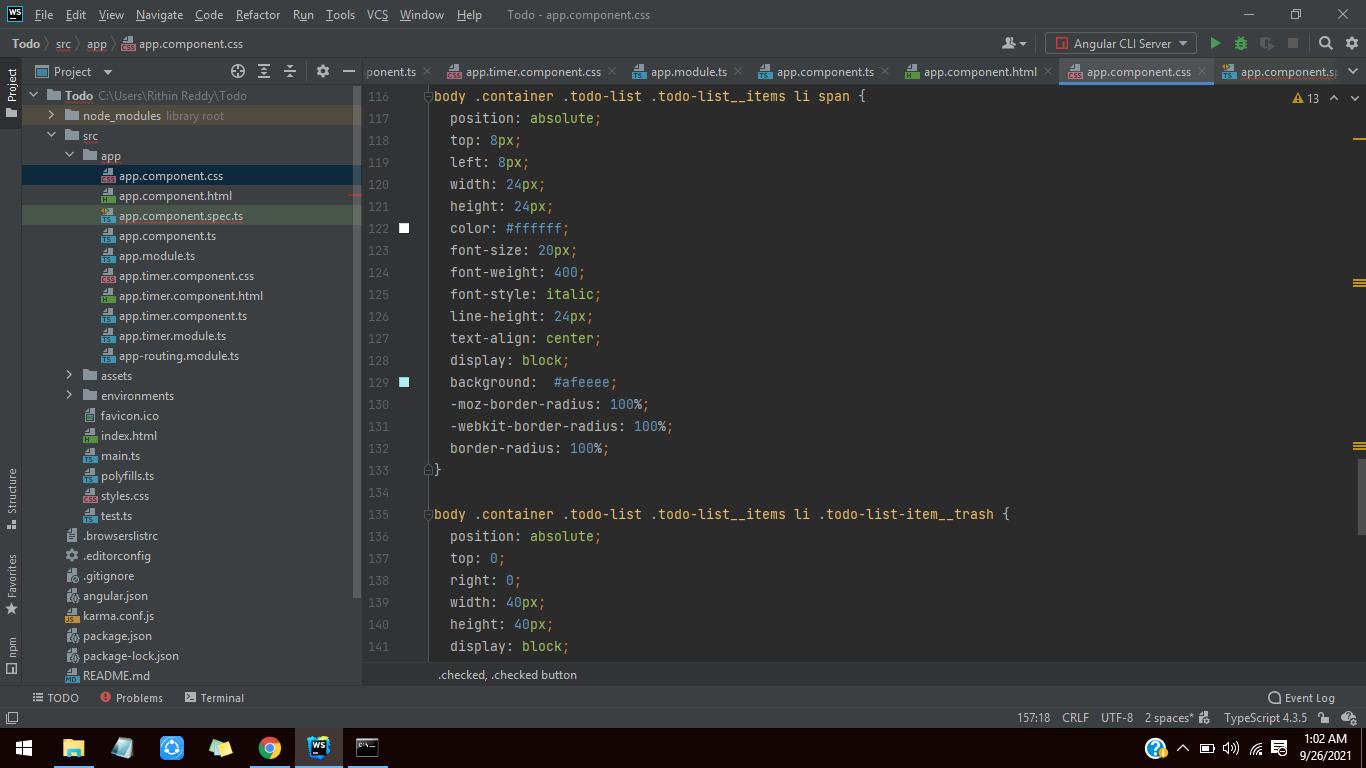 WS File Edit View Navigate Code Refactor Run Tools VCS Window Help Todo - app.component.css
Todo src app app.component.css Angular CLI Server
Project ponent.ts app.timer.component.css app.module.ts app.component.ts app.component.html app.component.css app.component.sp
Project
Structure
Favorites
npm
Todo C:\Users\Rithin Reddy\Todo
node_modules library root
src
app
app.component.css
app.component.html
app.component.spec.ts
app.component.ts
app.module.ts
app.timer.component.css
app.timer.component.html
app.timer.component.ts
app.timer.module.ts
app-routing.module.ts
assets
environments
favicon.ico
index.html
main.ts
polyfills.ts
styles.css
test.ts
.browserslistrc
.editorconfig
.gitignore
angular.json
karma.conf.js
package.json
package-lock.json
README.md
13
116 body .container .todo-list .todo-list__items li span {
117 position: absolute;
118 top: 8px;
119 left: 8px;
120 width: 24px;
121 height: 24px;
122 color: #ffffff;
123 font-size: 20px;
124 font-weight: 400;
125 font-style: italic;
126 line-height: 24px;
127 text-align: center;
128 display: block;
129 background:  #afeeee;
130 -moz-border-radius: 100%;
131 -webkit-border-radius: 100%;
132 border-radius: 100%;
133 }
134
135 body .container .todo-list .todo-list__items li .todo-list-item__trash {
136 position: absolute;
137 top: 0;
138 right: 0;
139 width: 40px;
140 height: 40px;
141 display: block;
.checked, .checked button
TODO Problems Terminal Event Log
157:18 CRLF UTF-8 2 spaces* TypeScript 4.3.5
1:02 AM
9/26/2021